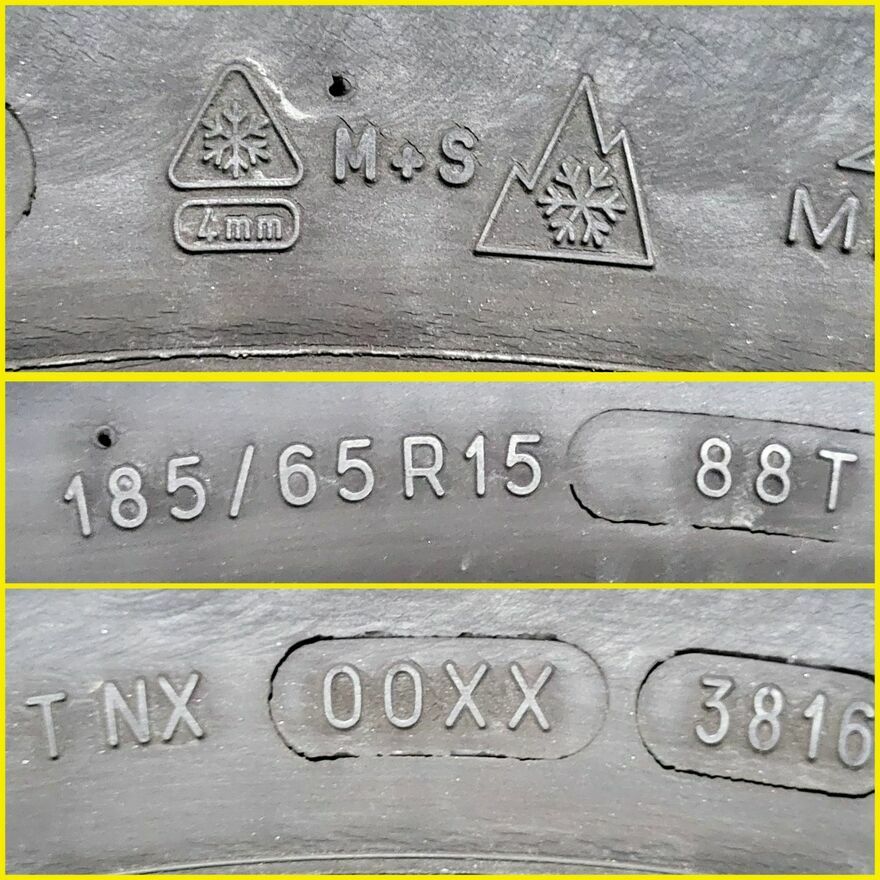 M+S
4mm
185/65R15 88T
T NX 00XX 3816